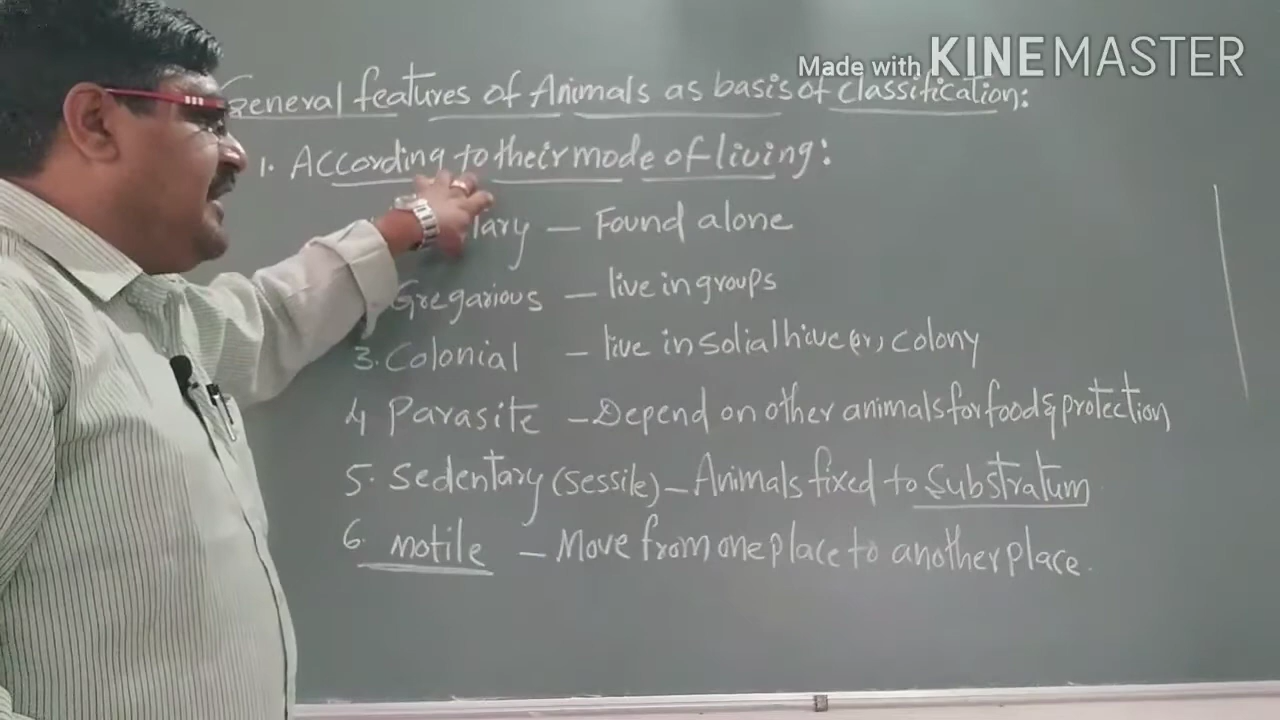 Made with KINEMASTER
General features of Animals as basis of classification:
1. According to their mode of living:
lary – Found alone
Gregarious – live in groups
3. Colonial – live in solial hive (or) colony
4 Parasite – Depend on other animals for food & protection
5. Sedentary (sessile) – Animals fixed to substratum
6. motile – Move from one place to another place.